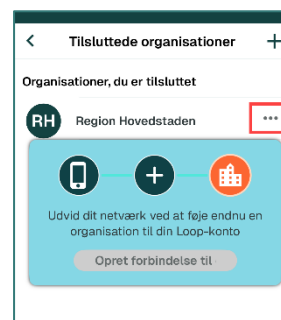 Tilsluttede organisationer
Organisationer, du er tilsluttet
RH Region Hovedstaden
Udvid dit netværk ved at føje endnu en
organisation til din Loop-konto
Opret forbindelse til